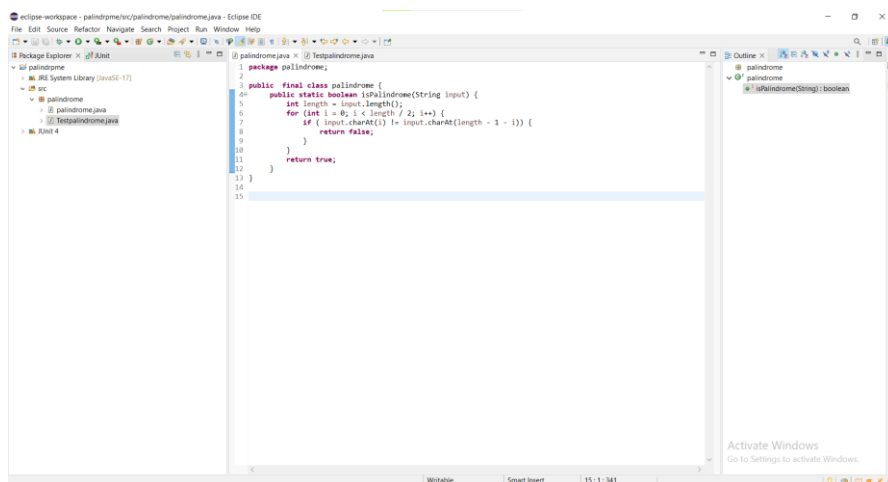 eclipse-workspace - palindrpme/src/palindrome/palindrome.java - Eclipse IDE
File Edit Source Refactor Navigate Search Project Run Window Help
Package Explorer × JUnit
palindrpme
JRE System Library [JavaSE-17]
src
palindrome
palindrome.java
Testpalindrome.java
JUnit 4
palindrome.java × Testpalindrome.java
1 package palindrome;
2
3 public final class palindrome {
4 public static boolean isPalindrome(String input) {
5 int length = input.length();
6 for (int i = 0; i < length / 2; i++) {
7 if ( input.charAt(i) != input.charAt(length - 1 - i)) {
8 return false;
9 }
10 }
11 return true;
12 }
13 }
14
15
Outline ×
palindrome
palindrome
isPalindrome(String) : boolean
Activate Windows
Go to Settings to activate Windows.
Writable Smart Insert 15 : 1 : 341